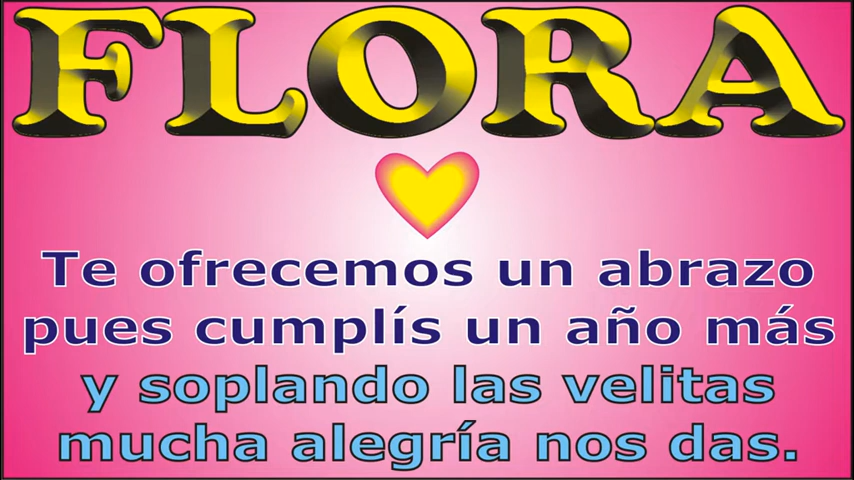 FLORA
Te ofrecemos un abrazo
pues cumplís un año más
y soplando las velitas
mucha alegría nos das.